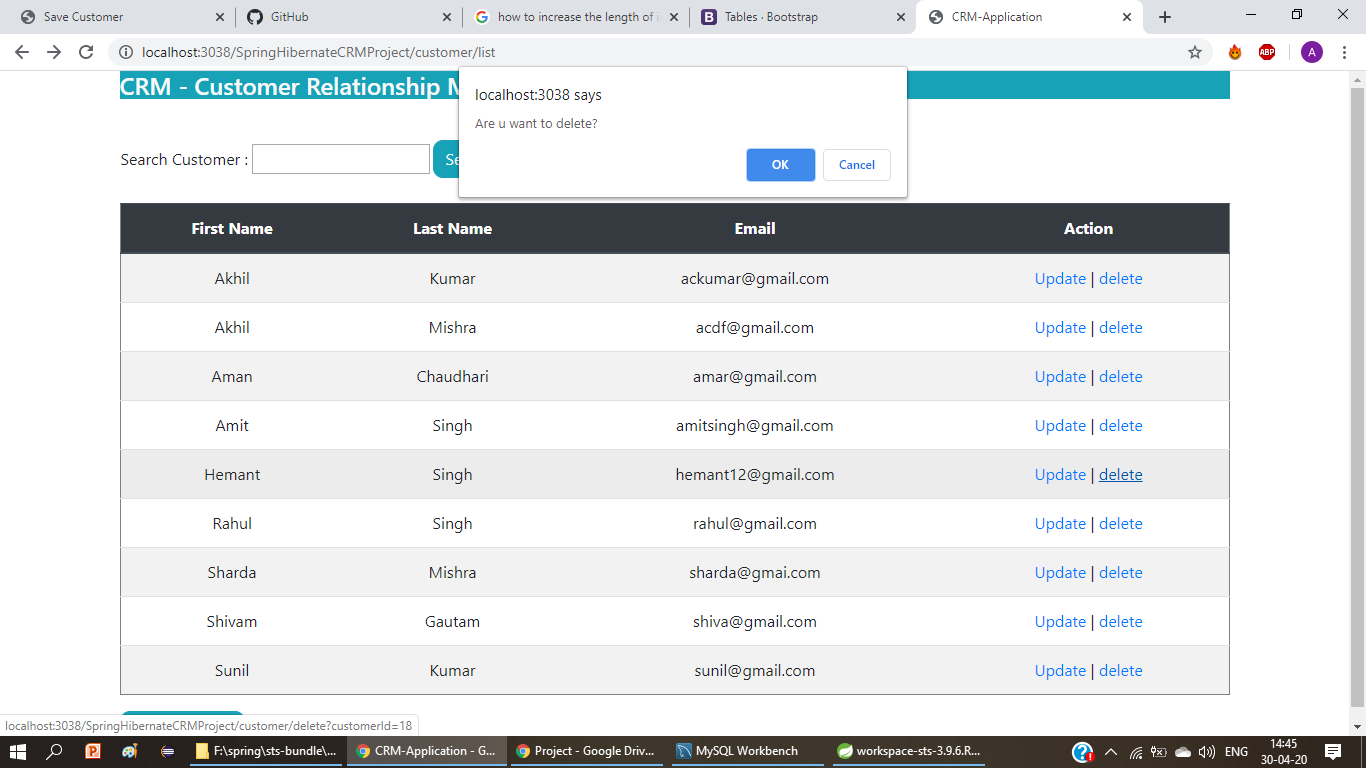 Save Customer
GitHub
how to increase the length of i
Tables · Bootstrap
CRM-Application
localhost:3038/SpringHibernateCRMProject/customer/list
ABP
A
CRM - Customer Relationship M
localhost:3038 says
Are u want to delete?
OK Cancel
Search Customer : Se
First Name Last Name Email Action
Akhil Kumar ackumar@gmail.com Update | delete
Akhil Mishra acdf@gmail.com Update | delete
Aman Chaudhari amar@gmail.com Update | delete
Amit Singh amitsingh@gmail.com Update | delete
Hemant Singh hemant12@gmail.com Update | delete
Rahul Singh rahul@gmail.com Update | delete
Sharda Mishra sharda@gmai.com Update | delete
Shivam Gautam shiva@gmail.com Update | delete
Sunil Kumar sunil@gmail.com Update | delete
localhost:3038/SpringHibernateCRMProject/customer/delete?customerId=18
F:\spring\sts-bundle\...
CRM-Application - G...
Project - Google Driv...
MySQL Workbench
workspace-sts-3.9.6.R...
ENG
14:45
30-04-20